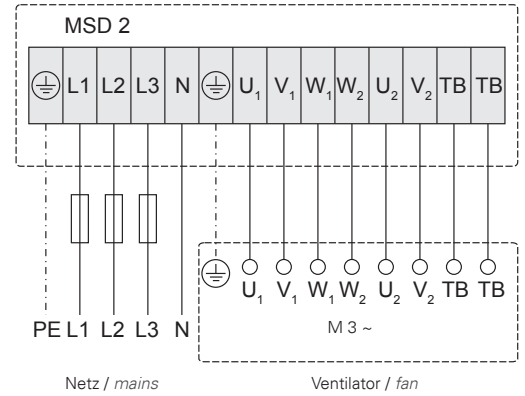 MSD 2
L1 L2 L3 N U₁ V₁ W₁ W₂ U₂ V₂ TB TB
U₁ V₁ W₁ W₂ U₂ V₂ TB TB
M 3 ~
PE L1 L2 L3 N
Netz / mains
Ventilator / fan